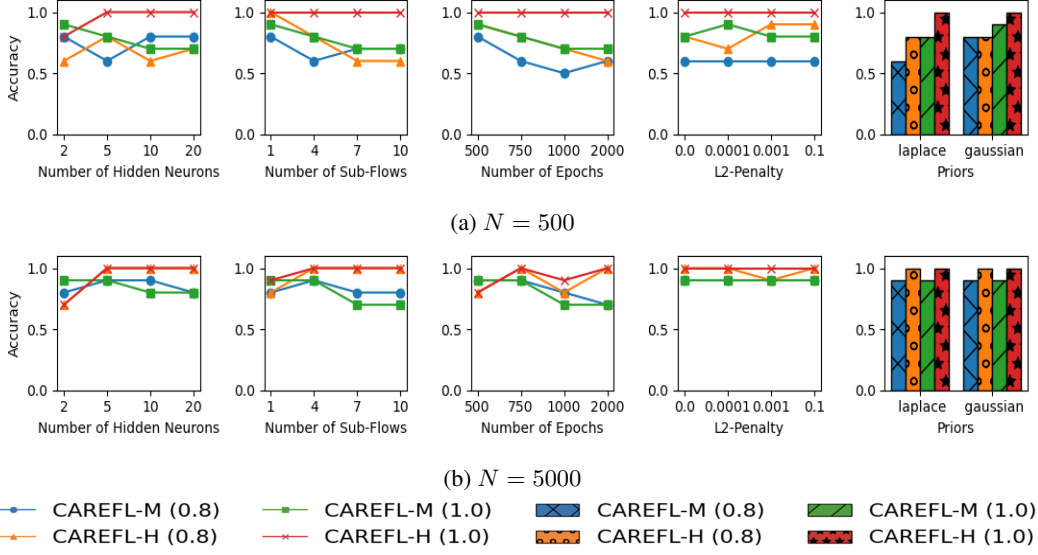 1.0
0.5
0.0
Accuracy
2 5 10 20
Number of Hidden Neurons
1.0
0.5
0.0
1 4 7 10
Number of Sub-Flows
1.0
0.5
0.0
500 750 1000 2000
Number of Epochs
1.0
0.5
0.0
0.0 0.0001 0.001 0.1
L2-Penalty
1.0
0.5
0.0
laplace gaussian
Priors
(a) N = 500
1.0
0.5
0.0
Accuracy
2 5 10 20
Number of Hidden Neurons
1.0
0.5
0.0
1 4 7 10
Number of Sub-Flows
1.0
0.5
0.0
500 750 1000 2000
Number of Epochs
1.0
0.5
0.0
0.0 0.0001 0.001 0.1
L2-Penalty
1.0
0.5
0.0
laplace gaussian
Priors
(b) N = 5000
CAREFL-M (0.8) CAREFL-M (1.0) CAREFL-M (0.8) CAREFL-M (1.0)
CAREFL-H (0.8) CAREFL-H (1.0) CAREFL-H (0.8) CAREFL-H (1.0)